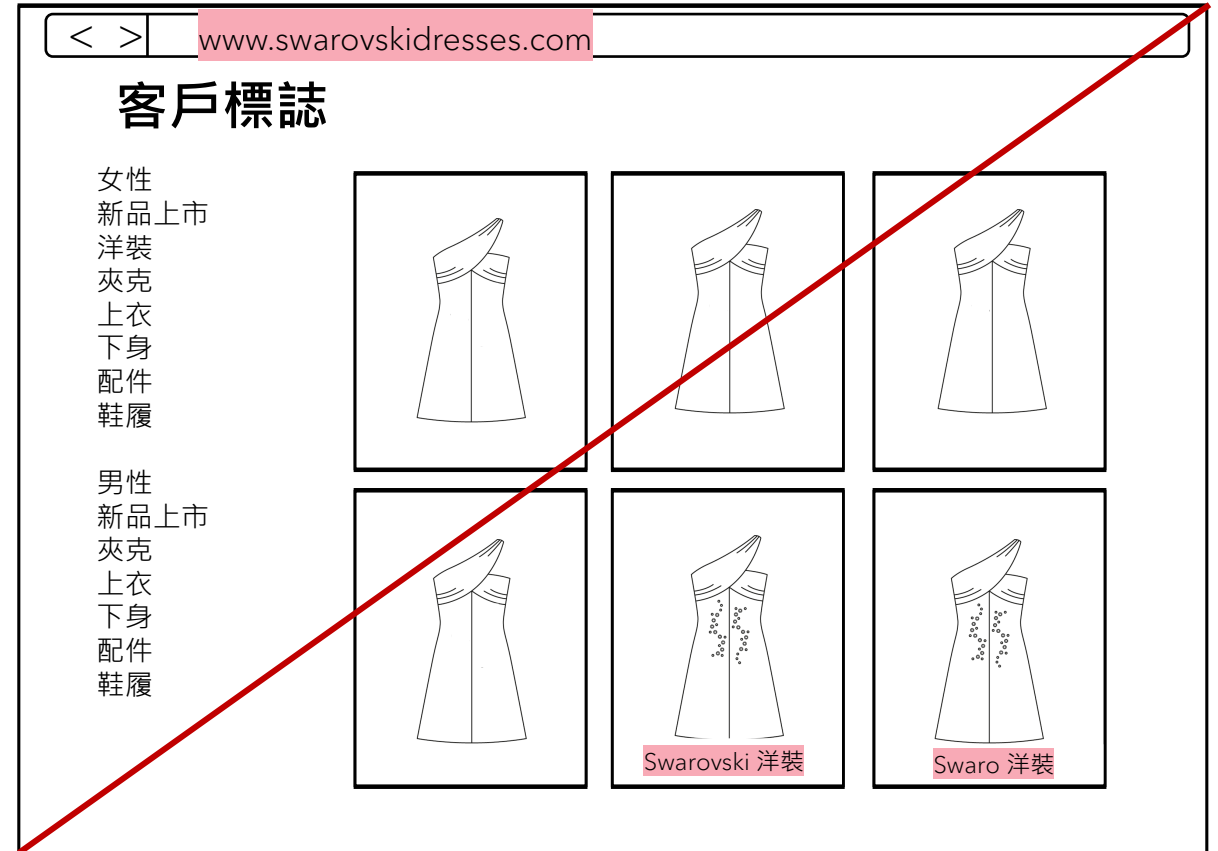 < >
www.swarovskidresses.com
客戶標誌
女性
新品上市
洋裝
夾克
上衣
下身
配件
鞋履
男性
新品上市
夾克
上衣
下身
配件
鞋履
Swarovski 洋裝
Swaro 洋裝